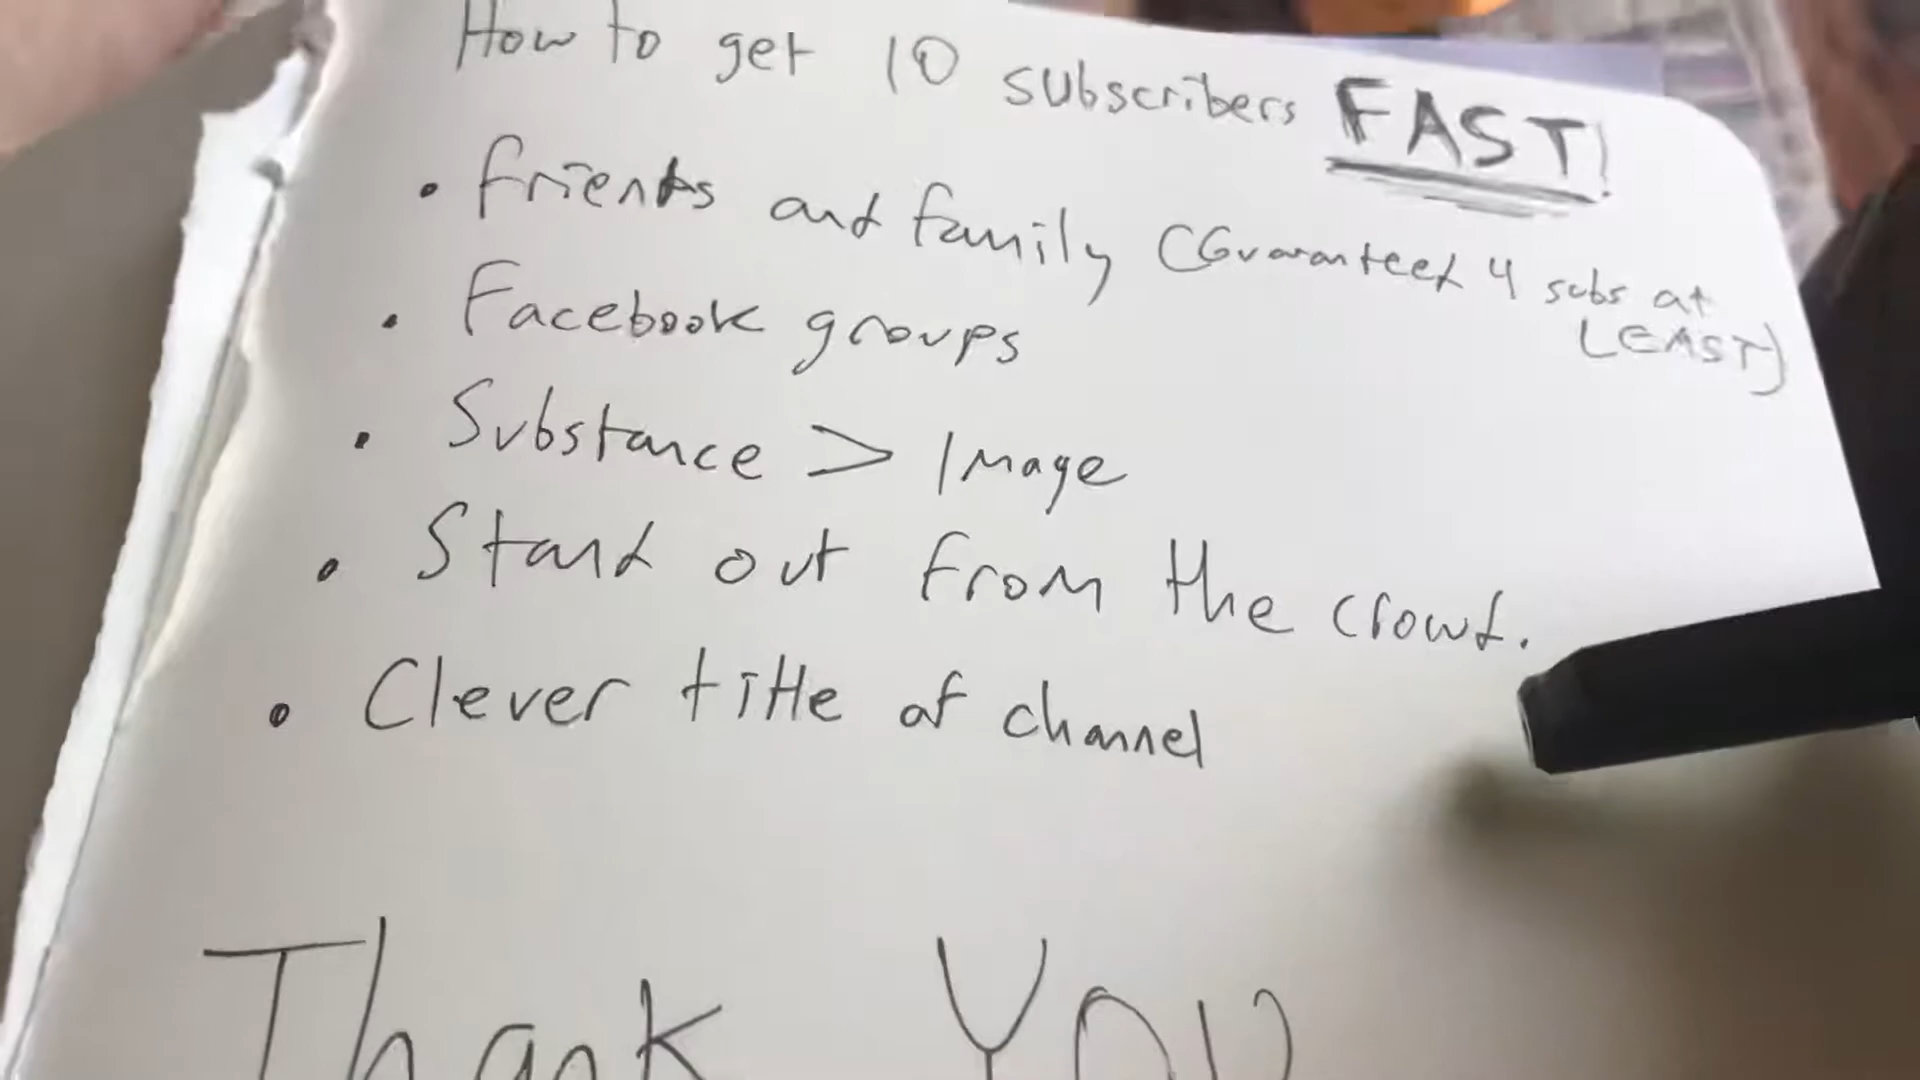 How to get 10 subscribers FAST!
• friends and family (Guaranteed 4 subs at
LEAST)
• Facebook groups
• Substance > Image
• Stand out from the crowd.
• Clever title of channel
Thank You